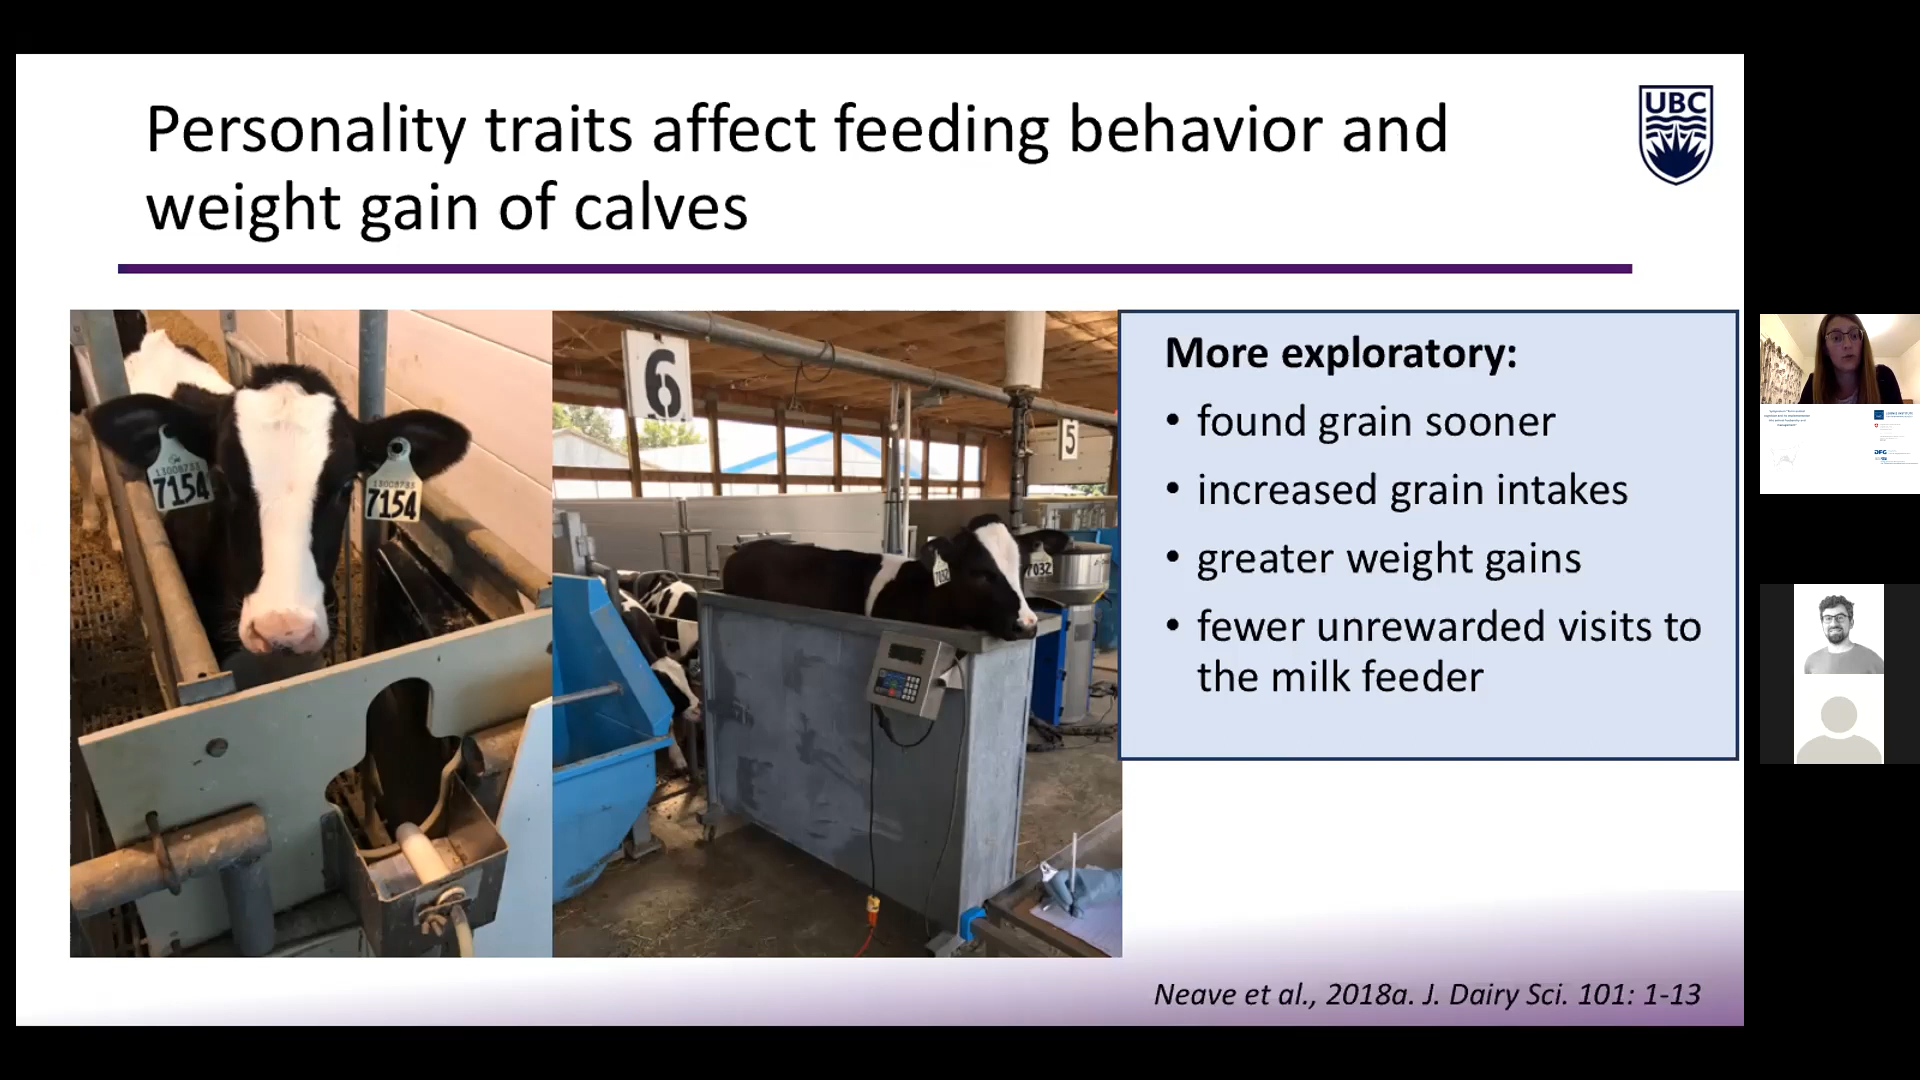 Personality traits affect feeding behavior and
weight gain of calves
UBC
More exploratory:
• found grain sooner
• increased grain intakes
• greater weight gains
• fewer unrewarded visits to
the milk feeder
7154
7154
6
5
7032
7032
Neave et al., 2018a. J. Dairy Sci. 101: 1-13
DFG